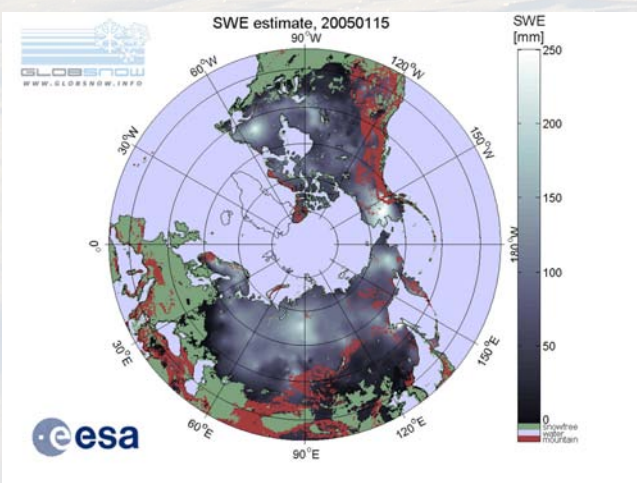 SWE estimate, 20050115
SWE
[mm]
GLOBSNOW
WWW.GLOBSNOW.INFO
90°W
60°W
120°W
30°W
150°W
0°
180°W
30°E
150°E
60°E
120°E
90°E
250
200
150
100
50
0
snowfree
water
mountain
esa